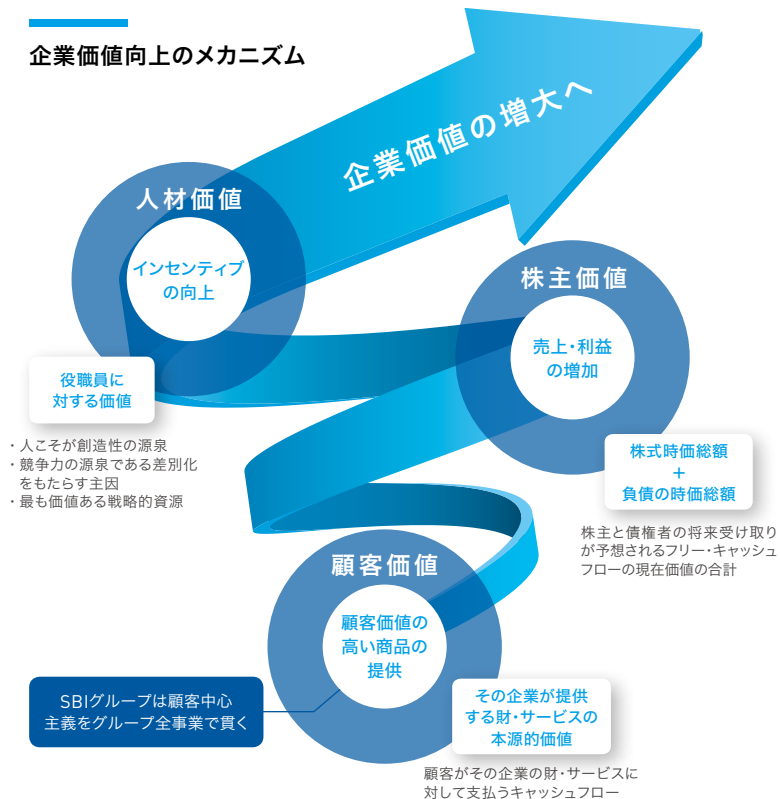 企業価値向上のメカニズム
企業価値の増大へ
人材価値
インセンティブ
の向上
役職員に
対する価値
・人こそが創造性の源泉
・競争力の源泉である差別化
をもたらす主因
・最も価値ある戦略的資源
株主価値
売上・利益
の増加
株式時価総額
+
負債の時価総額
株主と債権者の将来受け取り
が予想されるフリー・キャッシュ
フローの現在価値の合計
顧客価値
顧客価値の
高い商品の
提供
SBIグループは顧客中心
主義をグループ全事業で貫く
その企業が提供
する財・サービスの
本源的価値
顧客がその企業の財・サービスに
対して支払うキャッシュフロー